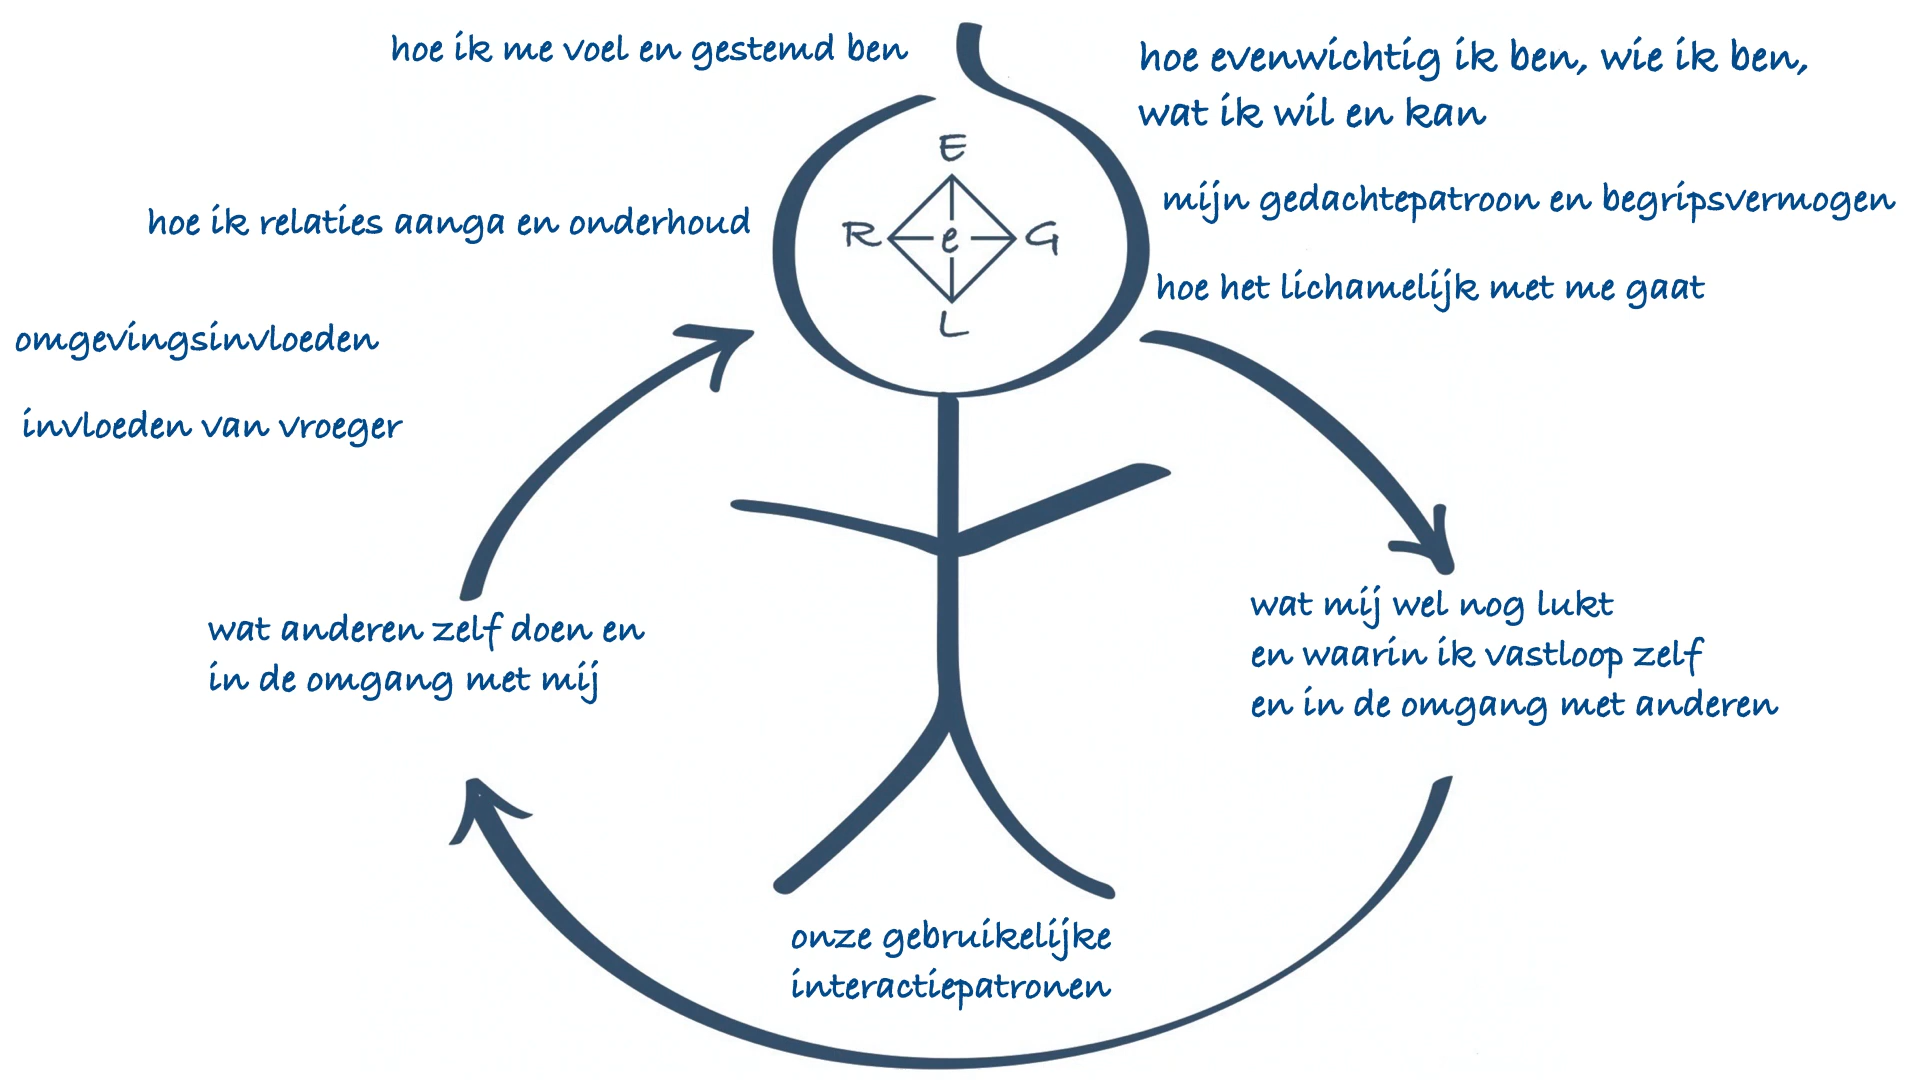 hoe ik me voel en gestemd ben
hoe evenwichtig ik ben, wie ik ben,
wat ik wil en kan
E
mijn gedachtepatroon en begripsvermogen
hoe ik relaties aanga en onderhoud
R e G
hoe het lichamelijk met me gaat
L
omgevingsinvloeden
invloeden van vroeger
wat anderen zelf doen en
in de omgang met mij
wat mij wel nog lukt
en waarin ik vastloop zelf
en in de omgang met anderen
onze gebruikelijke
interactiepatronen